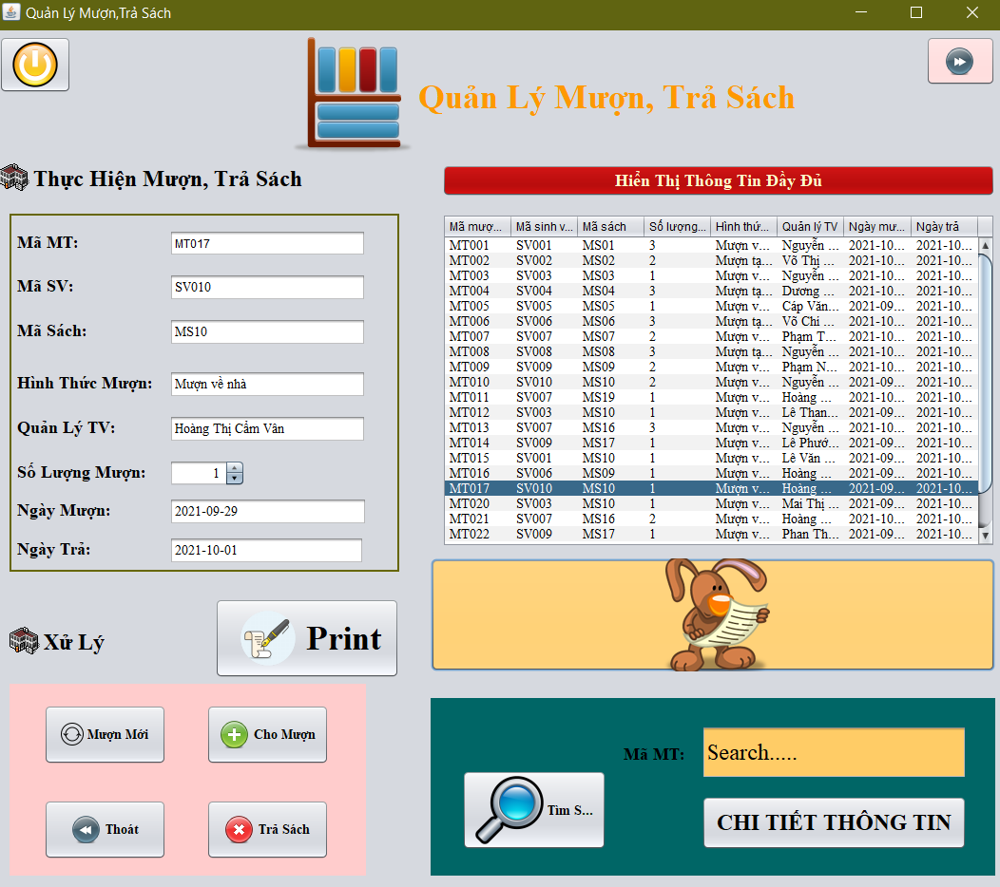 Quản Lý Mượn,Trả Sách
Quản Lý Mượn, Trả Sách
Thực Hiện Mượn, Trả Sách
Mã MT: MT017
Mã SV: SV010
Mã Sách: MS10
Hình Thức Mượn: Mượn về nhà
Quản Lý TV: Hoàng Thị Cẩm Vân
Số Lượng Mượn: 1
Ngày Mượn: 2021-09-29
Ngày Trả: 2021-10-01
Hiển Thị Thông Tin Đầy Đủ
Mã mượ... Mã sinh v... Mã sách Số lượng... Hình thứ... Quản lý TV Ngày mư... Ngày trả
MT001 SV001 MS01 3 Mượn v... Nguyễn ... 2021-10... 2021-10...
MT002 SV002 MS02 2 Mượn tạ... Võ Thị ... 2021-10... 2021-10...
MT003 SV003 MS03 1 Mượn v... Nguyễn ... 2021-10... 2021-10...
MT004 SV004 MS04 3 Mượn tạ... Dương ... 2021-10... 2021-10...
MT005 SV005 MS05 1 Mượn v... Cáp Văn... 2021-09... 2021-10...
MT006 SV006 MS06 3 Mượn tạ... Võ Chi ... 2021-10... 2021-10...
MT007 SV007 MS07 2 Mượn v... Phạm T... 2021-10... 2021-10...
MT008 SV008 MS08 3 Mượn tạ... Nguyễn ... 2021-10... 2021-10...
MT009 SV009 MS09 2 Mượn v... Phạm N... 2021-10... 2021-10...
MT010 SV010 MS10 2 Mượn v... Nguyễn ... 2021-09... 2021-10...
MT011 SV007 MS19 1 Mượn v... Hoàng ... 2021-10... 2021-10...
MT012 SV003 MS10 1 Mượn v... Lê Than... 2021-09... 2021-10...
MT013 SV007 MS16 3 Mượn v... Nguyễn ... 2021-10... 2021-10...
MT014 SV009 MS17 1 Mượn v... Lê Phướ... 2021-09... 2021-10...
MT015 SV001 MS10 1 Mượn v... Lê Văn ... 2021-09... 2021-10...
MT016 SV006 MS09 1 Mượn v... Hoàng ... 2021-10... 2021-10...
MT017 SV010 MS10 1 Mượn v... Hoàng ... 2021-09... 2021-10...
MT020 SV003 MS10 1 Mượn v... Mai Thị ... 2021-09... 2021-10...
MT021 SV007 MS16 2 Mượn v... Hoàng ... 2021-10... 2021-10...
MT022 SV009 MS17 1 Mượn v... Phan Th... 2021-09... 2021-10...
Xử Lý
Print
Mượn Mới
Cho Mượn
Thoát
Trả Sách
Mã MT: Search.....
Tìm S...
CHI TIẾT THÔNG TIN